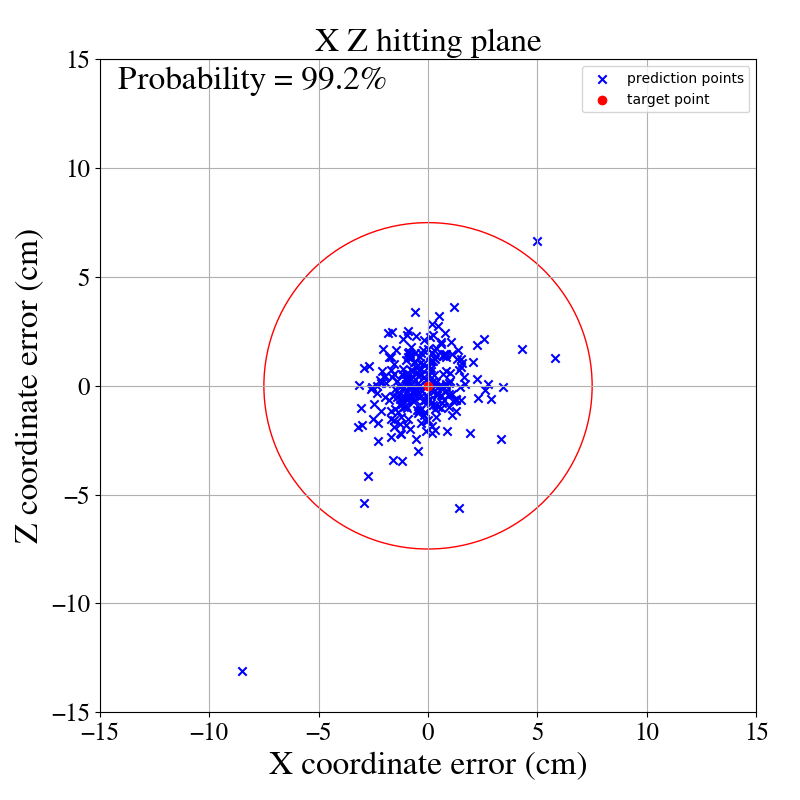 X Z hitting plane
Probability = 99.2%
prediction points
target point
15
10
5
0
−5
−10
−15
Z coordinate error (cm)
−15 −10 −5 0 5 10 15
X coordinate error (cm)